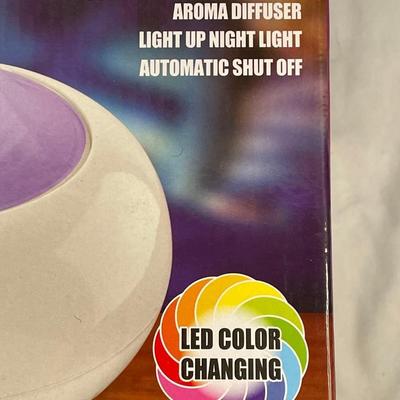 AROMA DIFFUSER
LIGHT UP NIGHT LIGHT
AUTOMATIC SHUT OFF
LED COLOR
CHANGING